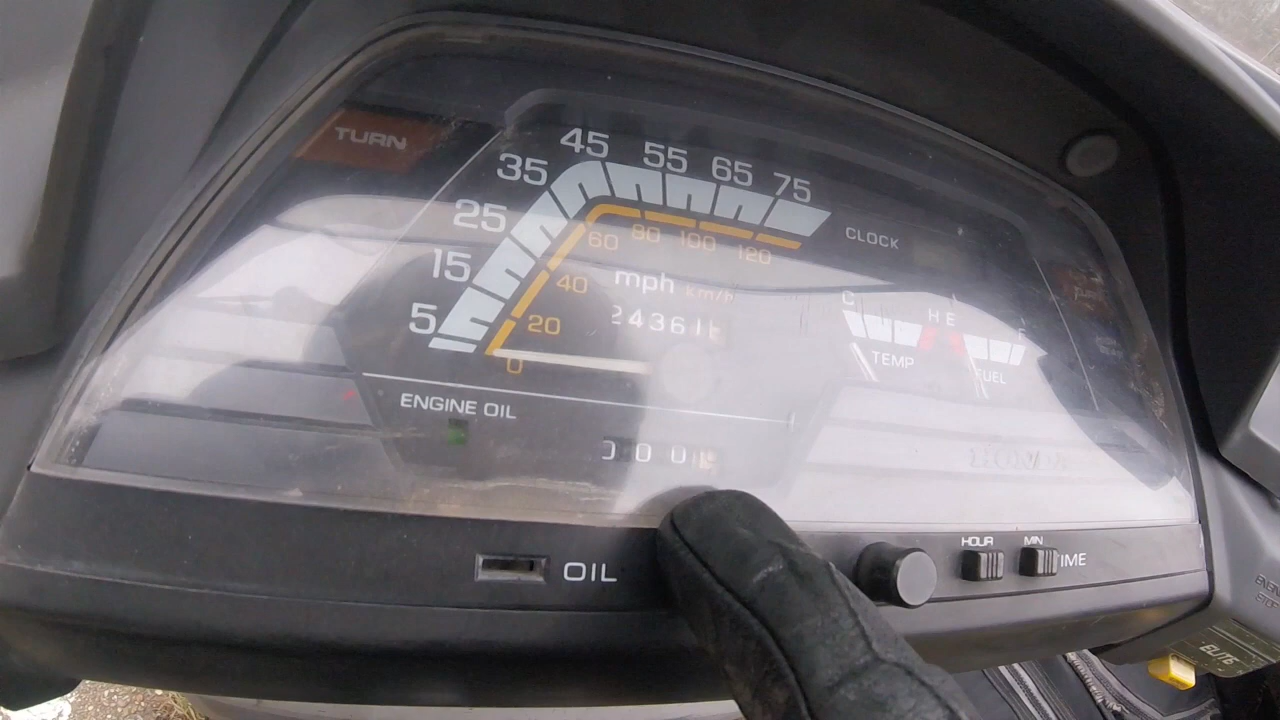 TURN
45 55 65 75
35
25
15
5
CLOCK
60 80 100 120
40
20
0
mph km/h
24361
C H E F
TEMP
FUEL
TURN
ENGINE OIL
0 0 0
HONDA
OIL
HOUR MIN
TIME
ELITE